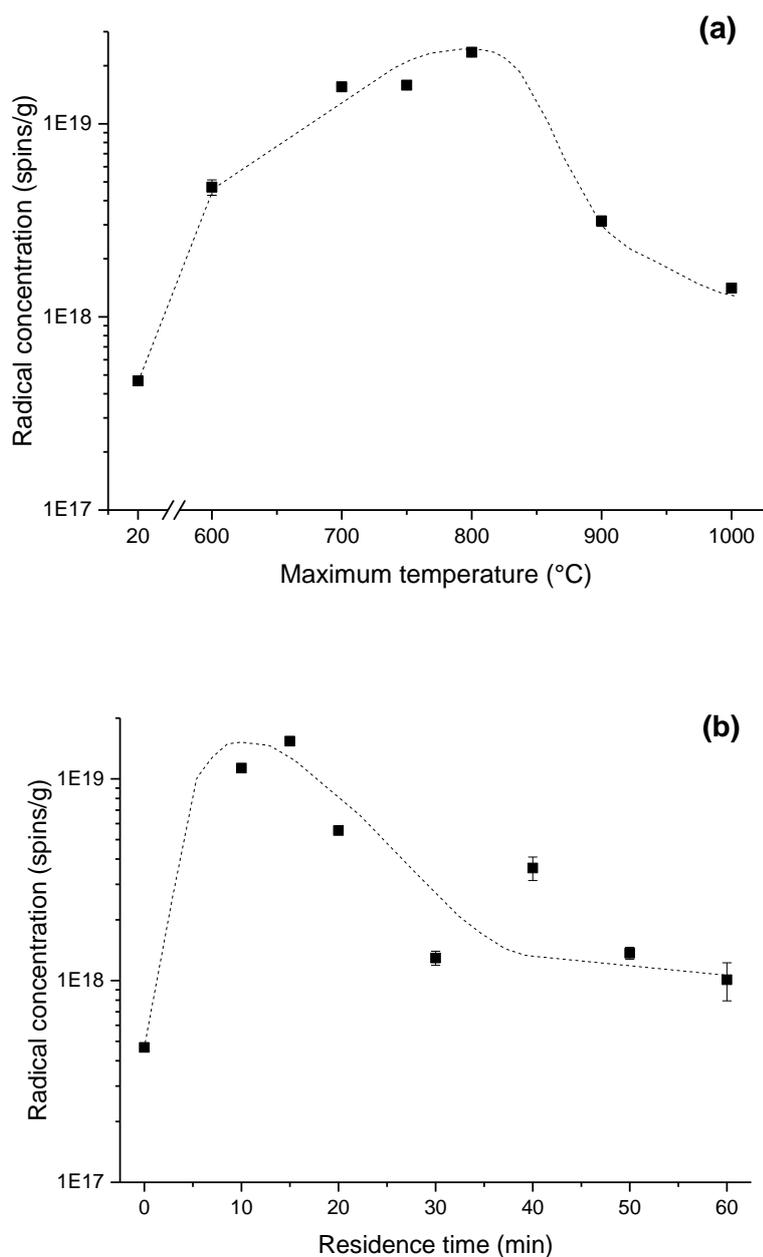 (a)
Radical concentration (spins/g)
1E19
1E18
1E17
20 600 700 800 900 1000
Maximum temperature (°C)
(b)
Radical concentration (spins/g)
1E19
1E18
1E17
0 10 20 30 40 50 60
Residence time (min)